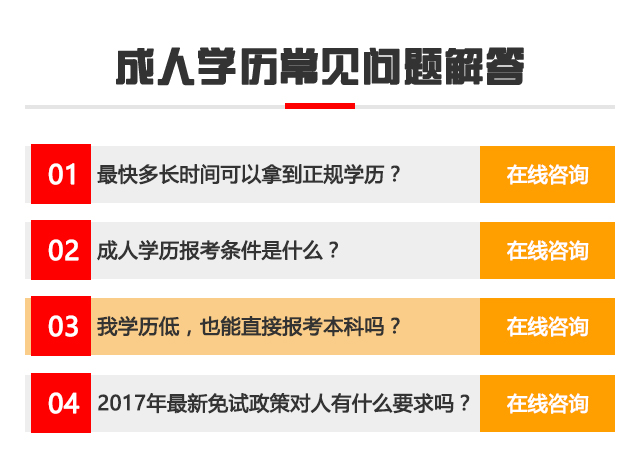 成人学历常见问题解答
01 最快多长时间可以拿到正规学历？ 在线咨询
02 成人学历报考条件是什么？ 在线咨询
03 我学历低，也能直接报考本科吗？ 在线咨询
04 2017年最新免试政策对人有什么要求吗？ 在线咨询